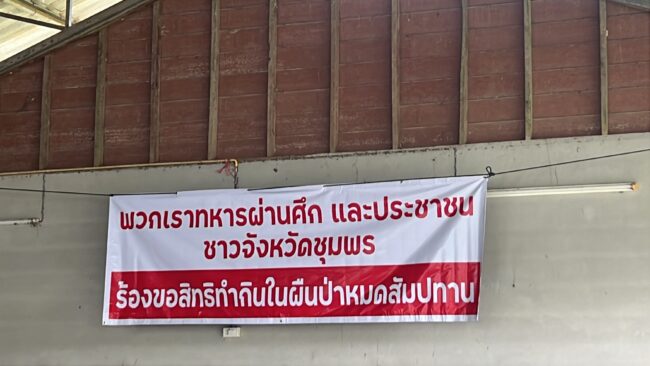 พวกเราทหารผ่านศึก และประชาชน
ชาวจังหวัดชุมพร
ร้องขอสิทธิทำกินในผืนป่าหมดสัมปทาน